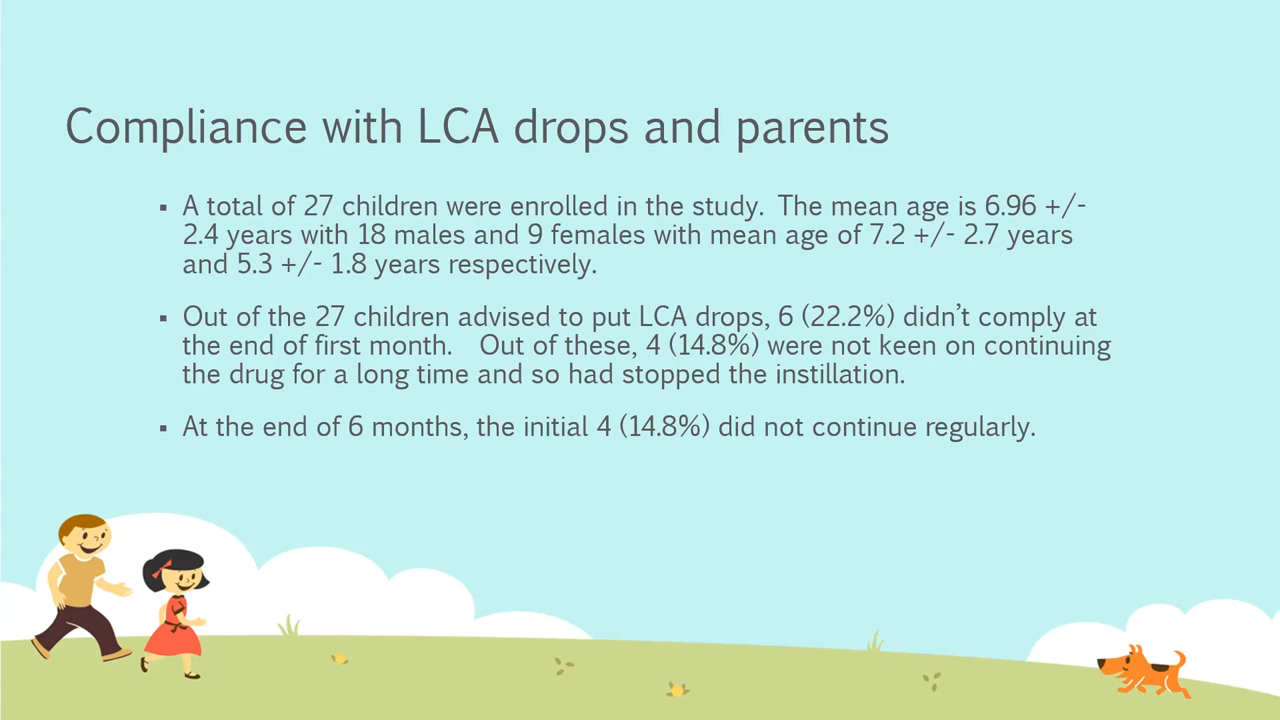 Compliance with LCA drops and parents
▪ A total of 27 children were enrolled in the study.  The mean age is 6.96 +/-
2.4 years with 18 males and 9 females with mean age of 7.2 +/- 2.7 years
and 5.3 +/- 1.8 years respectively.
▪ Out of the 27 children advised to put LCA drops, 6 (22.2%) didn’t comply at
the end of first month.   Out of these, 4 (14.8%) were not keen on continuing
the drug for a long time and so had stopped the instillation.
▪ At the end of 6 months, the initial 4 (14.8%) did not continue regularly.